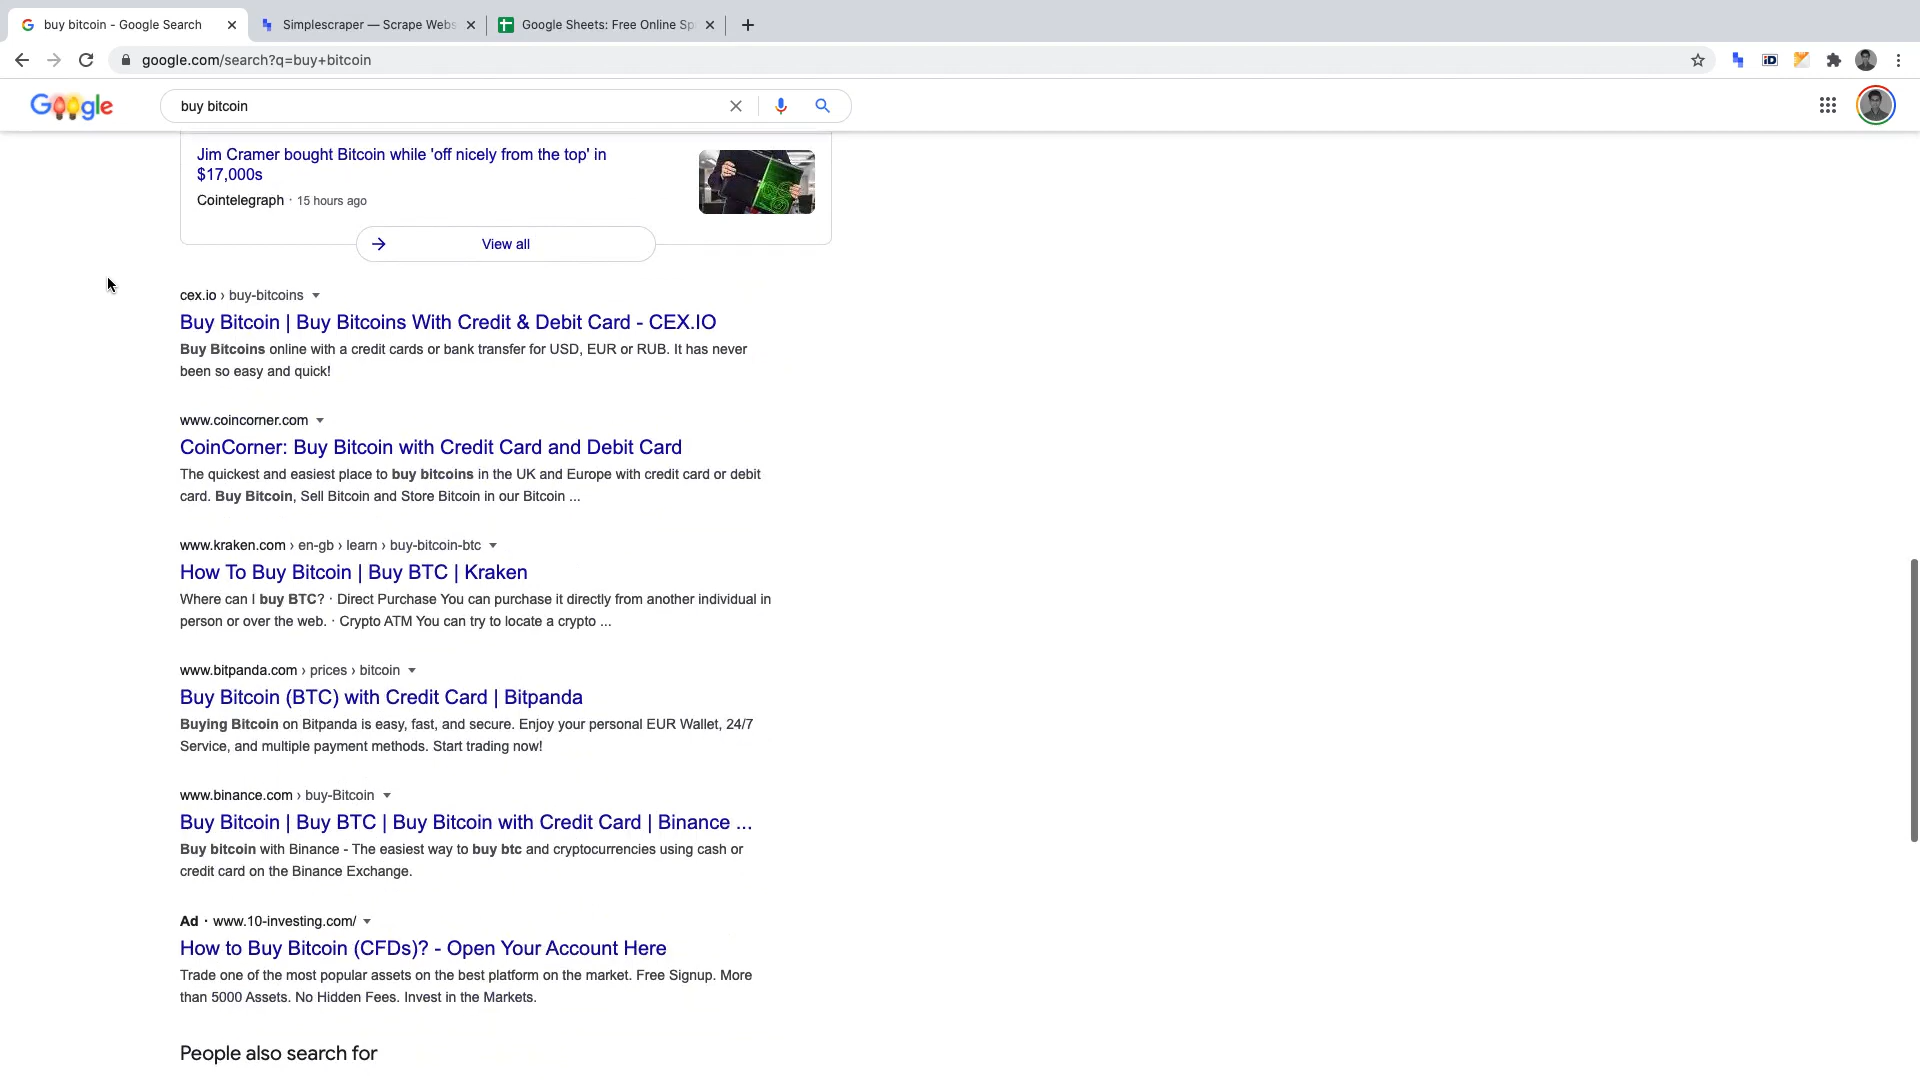 buy bitcoin - Google Search
Simplescraper — Scrape Webs
Google Sheets: Free Online Sp
google.com/search?q=buy+bitcoin
iD
Google
buy bitcoin
Jim Cramer bought Bitcoin while 'off nicely from the top' in
$17,000s
Cointelegraph · 15 hours ago
View all
cex.io › buy-bitcoins
Buy Bitcoin | Buy Bitcoins With Credit & Debit Card - CEX.IO
Buy Bitcoins online with a credit cards or bank transfer for USD, EUR or RUB. It has never
been so easy and quick!
www.coincorner.com
CoinCorner: Buy Bitcoin with Credit Card and Debit Card
The quickest and easiest place to buy bitcoins in the UK and Europe with credit card or debit
card. Buy Bitcoin, Sell Bitcoin and Store Bitcoin in our Bitcoin ...
www.kraken.com › en-gb › learn › buy-bitcoin-btc
How To Buy Bitcoin | Buy BTC | Kraken
Where can I buy BTC? · Direct Purchase You can purchase it directly from another individual in
person or over the web. · Crypto ATM You can try to locate a crypto ...
www.bitpanda.com › prices › bitcoin
Buy Bitcoin (BTC) with Credit Card | Bitpanda
Buying Bitcoin on Bitpanda is easy, fast, and secure. Enjoy your personal EUR Wallet, 24/7
Service, and multiple payment methods. Start trading now!
www.binance.com › buy-Bitcoin
Buy Bitcoin | Buy BTC | Buy Bitcoin with Credit Card | Binance ...
Buy bitcoin with Binance - The easiest way to buy btc and cryptocurrencies using cash or
credit card on the Binance Exchange.
Ad · www.10-investing.com/
How to Buy Bitcoin (CFDs)? - Open Your Account Here
Trade one of the most popular assets on the best platform on the market. Free Signup. More
than 5000 Assets. No Hidden Fees. Invest in the Markets.
People also search for